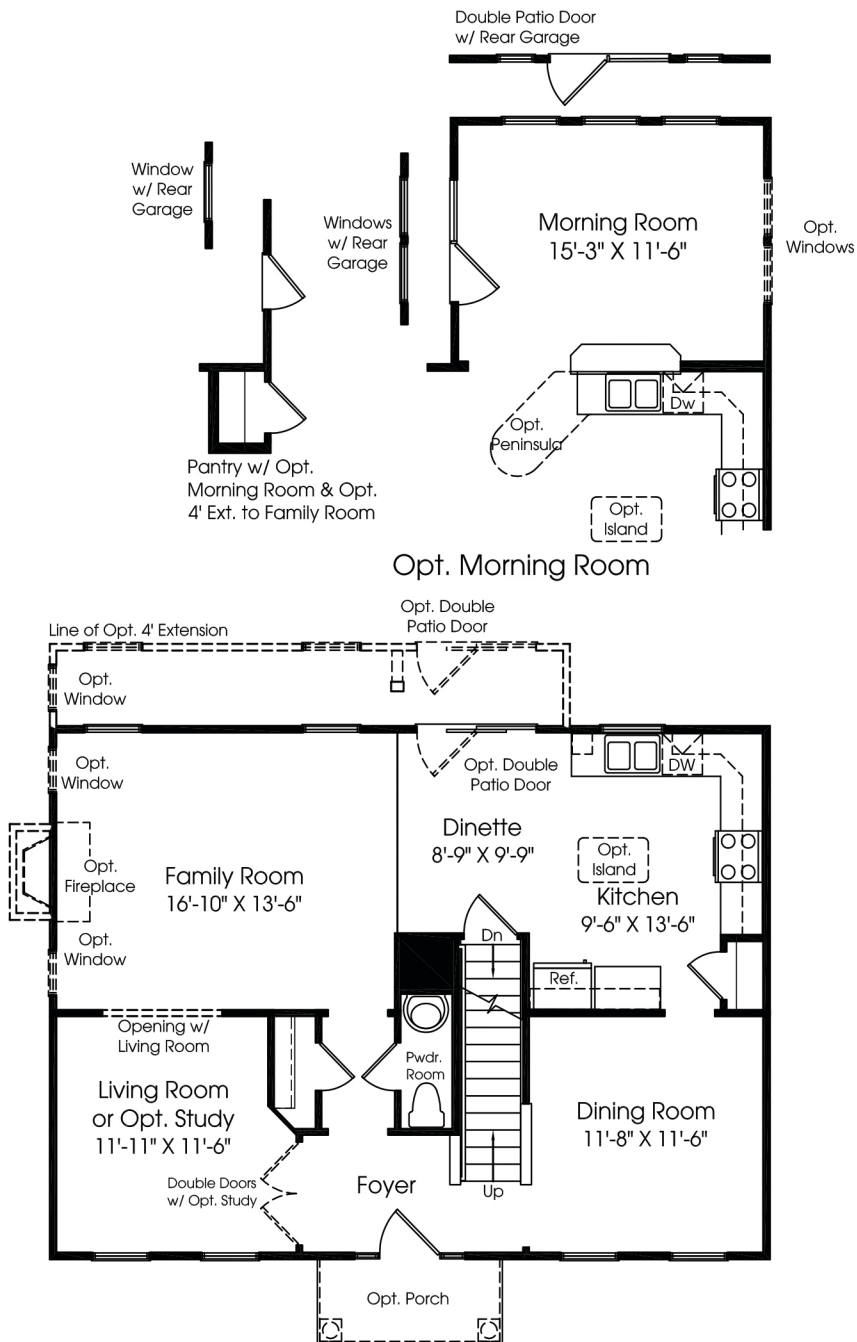 Double Patio Door
w/ Rear Garage
Window
w/ Rear
Garage
Windows
w/ Rear
Garage
Morning Room
15'-3" X 11'-6"
Opt.
Windows
Dw
Opt.
Peninsula
Pantry w/ Opt.
Morning Room & Opt.
4' Ext. to Family Room
Opt.
Island
Opt. Morning Room
Line of Opt. 4' Extension
Opt. Double
Patio Door
Opt.
Window
Opt.
Window
Opt. Double
Patio Door
DW
Dinette
8'-9" X 9'-9"
Opt.
Island
Opt.
Fireplace
Family Room
16'-10" X 13'-6"
Kitchen
9'-6" X 13'-6"
Opt.
Window
Dn
Ref.
Opening w/
Living Room
Pwdr.
Room
Living Room
or Opt. Study
11'-11" X 11'-6"
Dining Room
11'-8" X 11'-6"
Double Doors
w/ Opt. Study
Foyer
Up
Opt. Porch